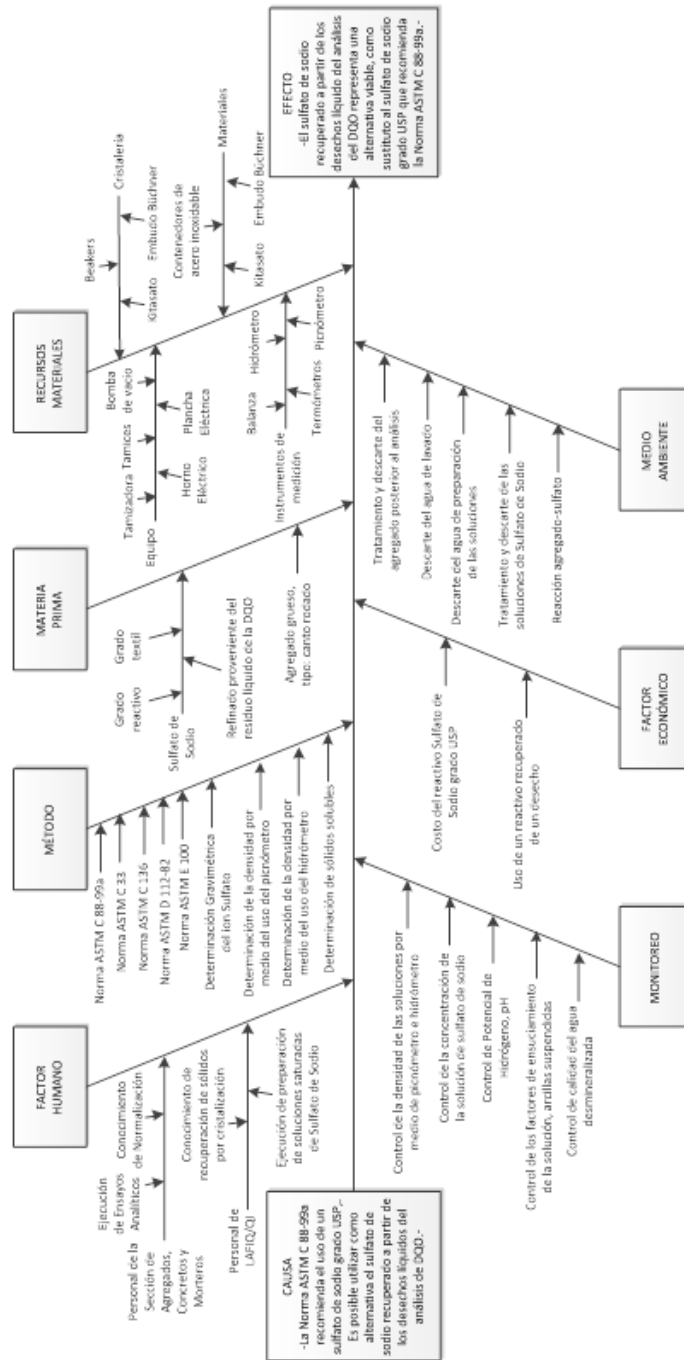 FACTOR
HUMANO
Ejecución
de Ensayos
Analíticos
Conocimiento
de Normalización
Personal de la
Sección de
Agregados,
Concretos y
Morteros
Conocimiento de
recuperación de sólidos
por cristalización
Personal de
LAFIQ/QI
Ejecución de preparación
de soluciones saturadas
de Sulfato de Sodio
MÉTODO
Norma ASTM C 88-99a
Norma ASTM C 33
Norma ASTM C 136
Norma ASTM D 112-82
Norma ASTM E 100
Determinación Gravimétrica
del Ion Sulfato
Determinación de la densidad por
medio del uso del picnómetro
Determinación de la densidad por
medio del uso del hidrómetro
Determinación de sólidos solubles
MATERIA
PRIMA
Grado
reactivo
Grado
textil
Sulfato de
Sodio
Refinado proveniente del
residuo líquido de la DQO
Agregado grueso,
tipo: canto rodado
RECURSOS
MATERIALES
Beakers
Cristalería
Kitasato
Embudo Büchner
Tamizadora
Tamices
Bomba
de vacio
Equipo
Horno
Eléctrico
Plancha
Eléctrica
Contenedores de
acero inoxidable
Materiales
Kitasato
Embudo Büchner
Balanza
Hidrómetro
Instrumentos de
medición
Termómetros
Picnómetro
CAUSA
-La Norma ASTM C 88-99a
recomienda el uso de un
sulfato de sodio grado USP,-
Es posible utilizar como
alternativa el sulfato de
sodio recuperado a partir de
los desechos líquidos del
análisis de DQO.-
EFECTO
-El sulfato de sodio
recuperado a partir de los
desechos líquido del análisis
del DQO representa una
alternativa viable, como
sustituto al sulfato de sodio
grado USP que recomienda
la Norma ASTM C 88-99a.-
Control de la densidad de las soluciones por
medio de picnómetro e hidrómetro
Control de la concentración de
la solución de sulfato de sodio
Control de Potencial de
Hidrógeno, pH
Control de los factores de ensuciamiento
de la solución, arcillas suspendidas
Control de calidad del agua
desmineralizada
MONITOREO
Costo del reactivo Sulfato de
Sodio grado USP
Uso de un reactivo recuperado
de un desecho
FACTOR
ECONÓMICO
Tratamiento y descarte del
agregado posterior al análisis
Descarte del agua de lavado
Descarte del agua de preparación
de las soluciones
Tratamiento y descarte de las
soluciones de Sulfato de Sodio
Reacción agregado-sulfato
MEDIO
AMBIENTE